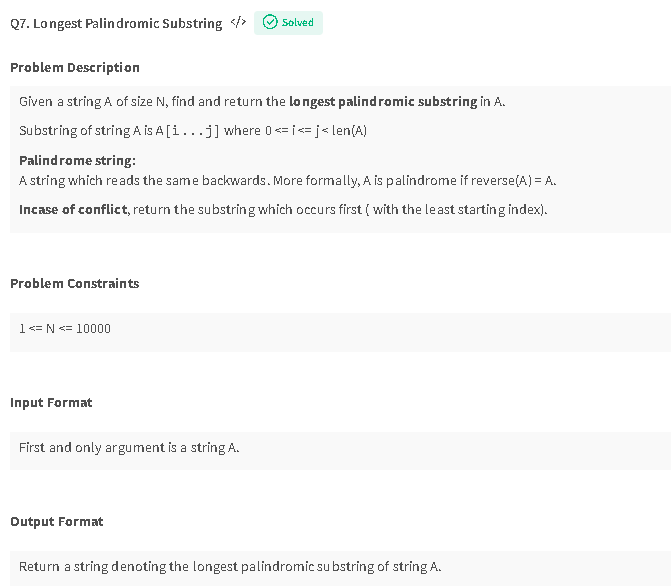 Q7. Longest Palindromic Substring </> Solved
Problem Description
Given a string A of size N, find and return the longest palindromic substring in A.
Substring of string A is A[i...j] where 0 <= i <= j < len(A)
Palindrome string:
A string which reads the same backwards. More formally, A is palindrome if reverse(A) = A.
Incase of conflict, return the substring which occurs first ( with the least starting index).
Problem Constraints
1 <= N <= 10000
Input Format
First and only argument is a string A.
Output Format
Return a string denoting the longest palindromic substring of string A.